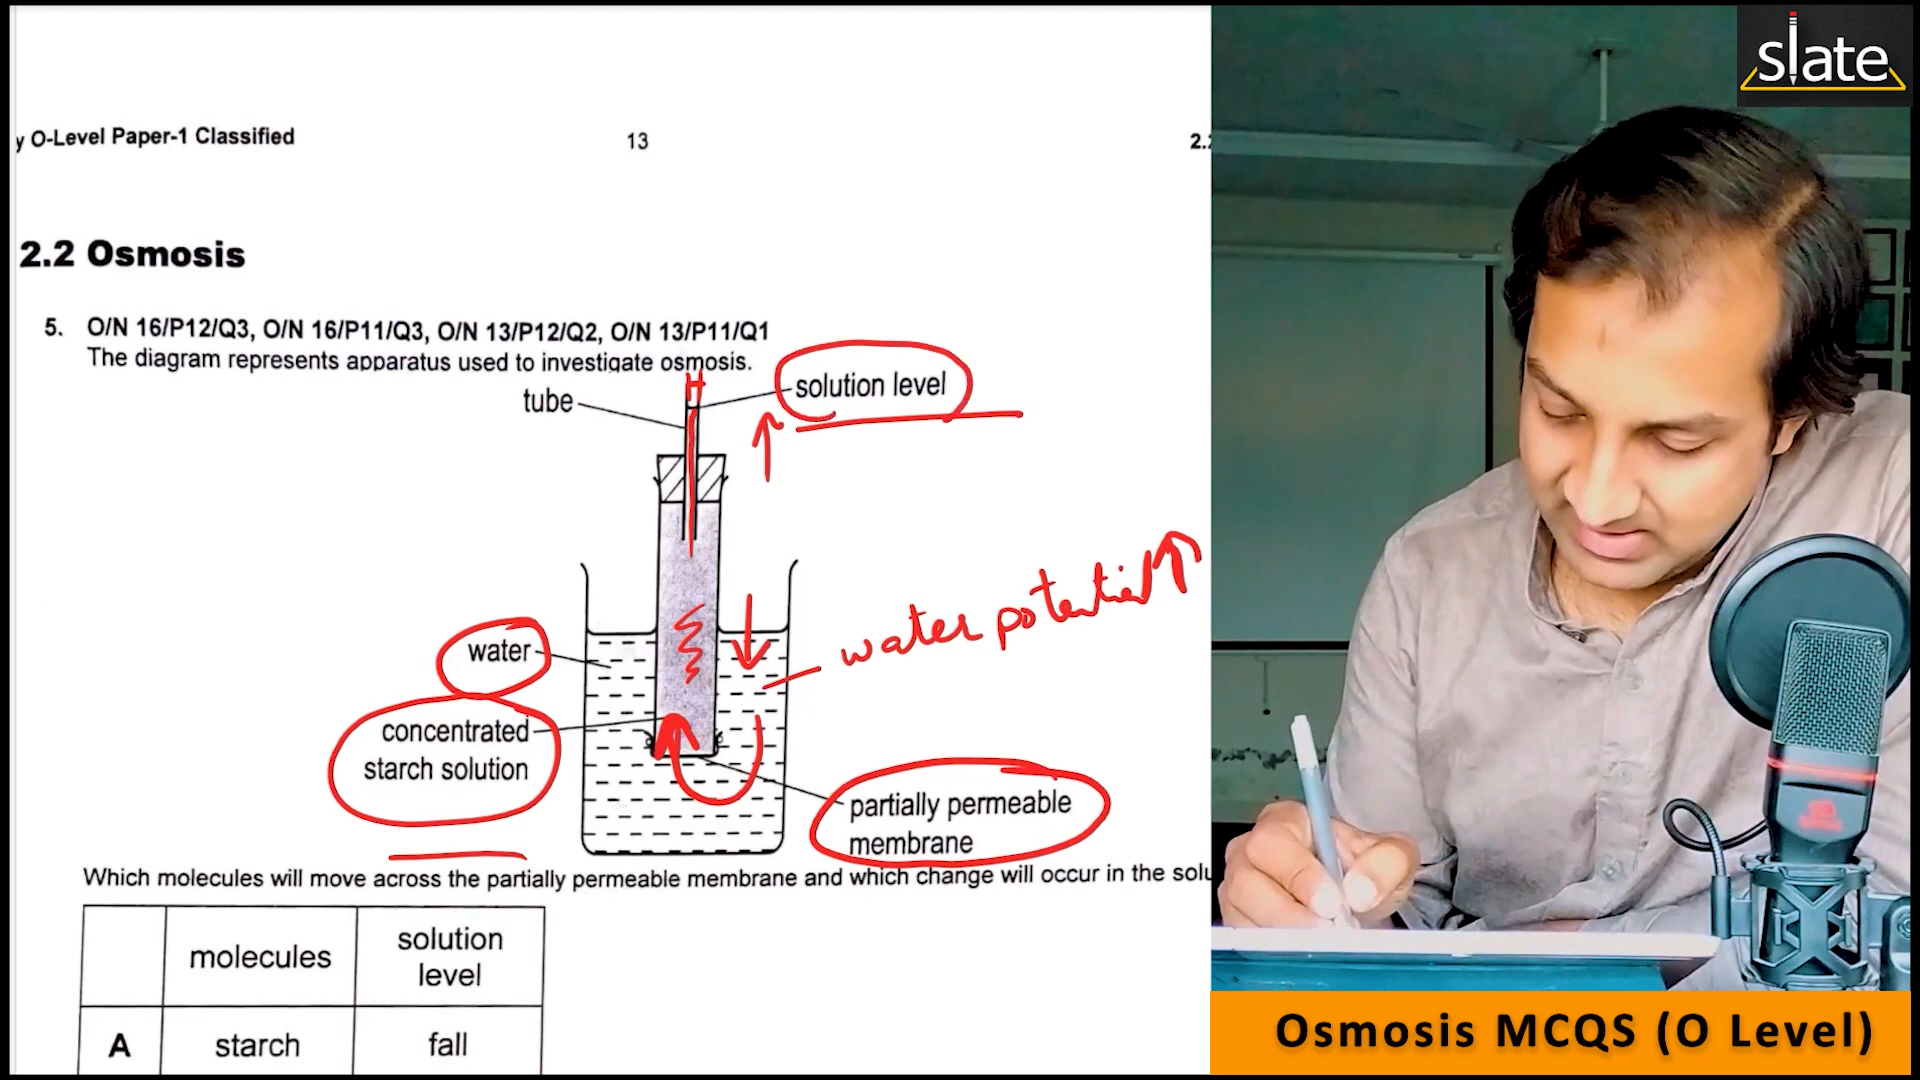 slate
y O-Level Paper-1 Classified
13
2.2 Osmosis
5. O/N 16/P12/Q3, O/N 16/P11/Q3, O/N 13/P12/Q2, O/N 13/P11/Q1
The diagram represents apparatus used to investigate osmosis.
tube
solution level
water potential
water
concentrated
starch solution
partially permeable
membrane
Which molecules will move across the partially permeable membrane and which change will occur in the
molecules
solution
level
A starch fall
Osmosis MCQS (O Level)